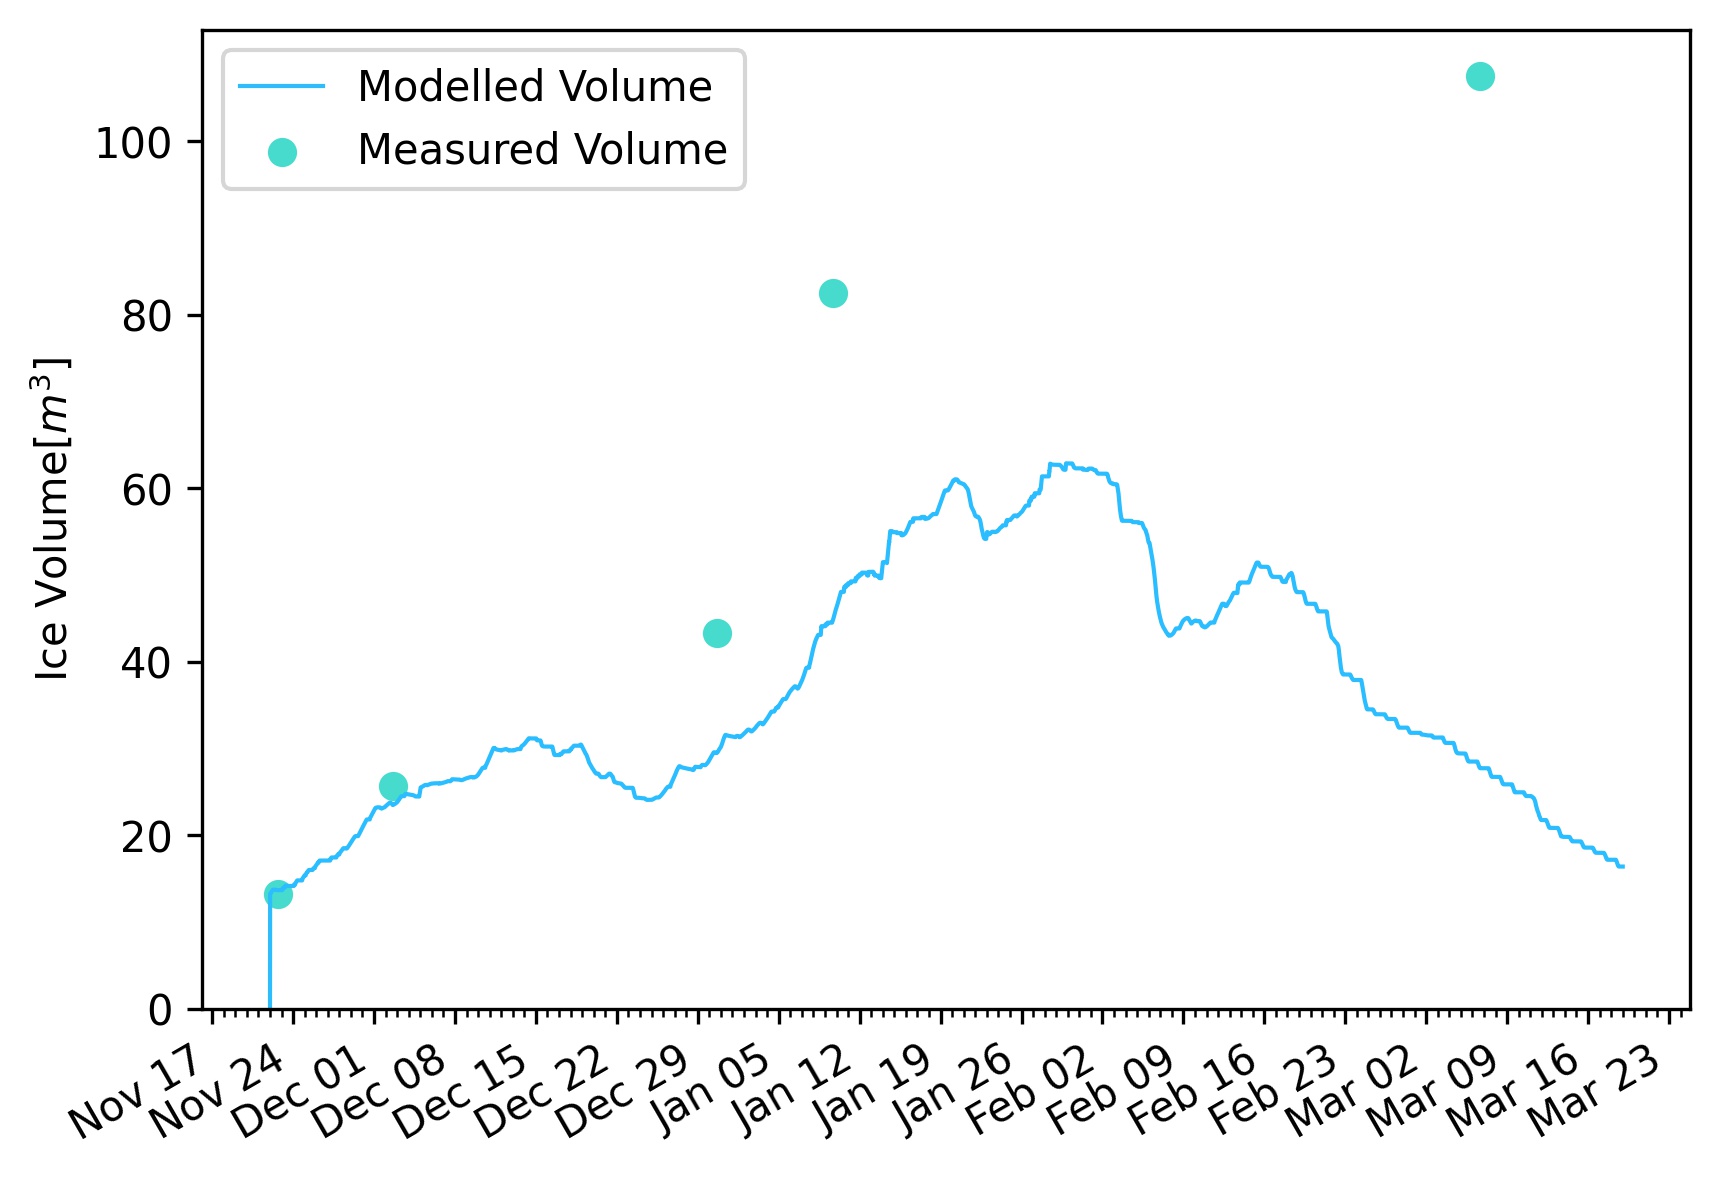 Modelled Volume
Measured Volume
Ice Volume[m³]
100
80
60
40
20
0
Nov 17
Nov 24
Dec 01
Dec 08
Dec 15
Dec 22
Dec 29
Jan 05
Jan 12
Jan 19
Jan 26
Feb 02
Feb 09
Feb 16
Feb 23
Mar 02
Mar 09
Mar 16
Mar 23